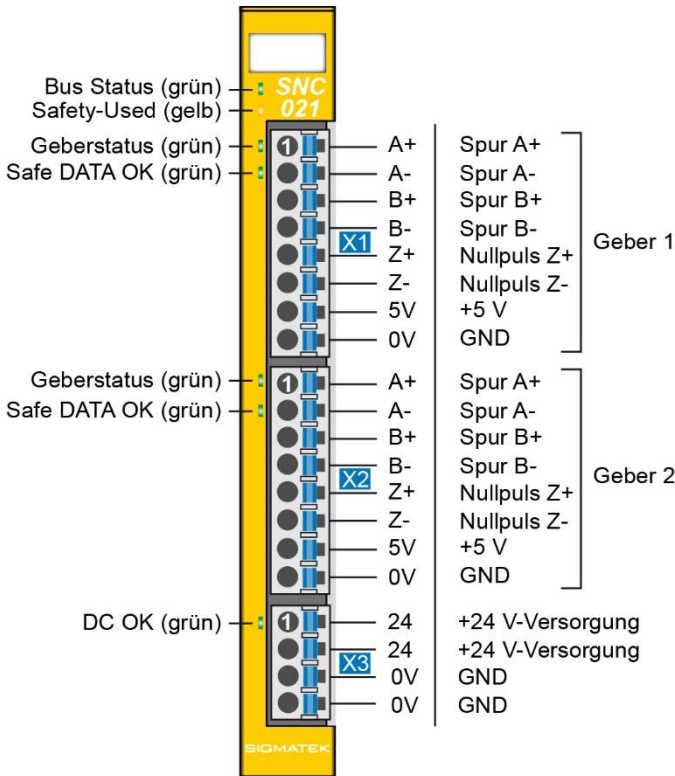 Bus Status (grün) SNC
Safety-Used (gelb) 021
Geberstatus (grün) 1 A+ Spur A+
Safe DATA OK (grün) A- Spur A-
B+ Spur B+
B- Spur B-
X1 Geber 1
Z+ Nullpuls Z+
Z- Nullpuls Z-
5V +5 V
0V GND
Geberstatus (grün) 1 A+ Spur A+
Safe DATA OK (grün) A- Spur A-
B+ Spur B+
B- Spur B-
X2 Geber 2
Z+ Nullpuls Z+
Z- Nullpuls Z-
5V +5 V
0V GND
DC OK (grün) 1 24 +24 V-Versorgung
24 +24 V-Versorgung
X3
0V GND
0V GND
SIGMATEK